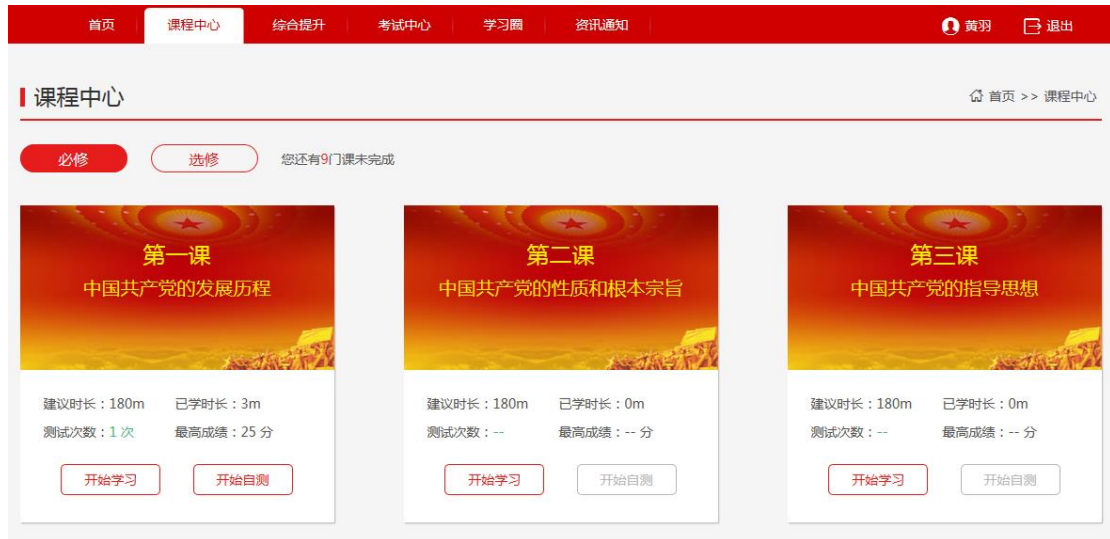 首页 课程中心 综合提升 考试中心 学习圈 资讯通知 黄羽 退出
课程中心 首页 >> 课程中心
必修 选修 您还有9门课未完成
第一课 第二课 第三课
中国共产党的发展历程 中国共产党的性质和根本宗旨 中国共产党的指导思想
建议时长：180m 已学时长：3m 建议时长：180m 已学时长：0m 建议时长：180m 已学时长：0m
测试次数：1 次 最高成绩：25 分 测试次数：-- 最高成绩：-- 分 测试次数：-- 最高成绩：-- 分
开始学习 开始自测 开始学习 开始自测 开始学习 开始自测